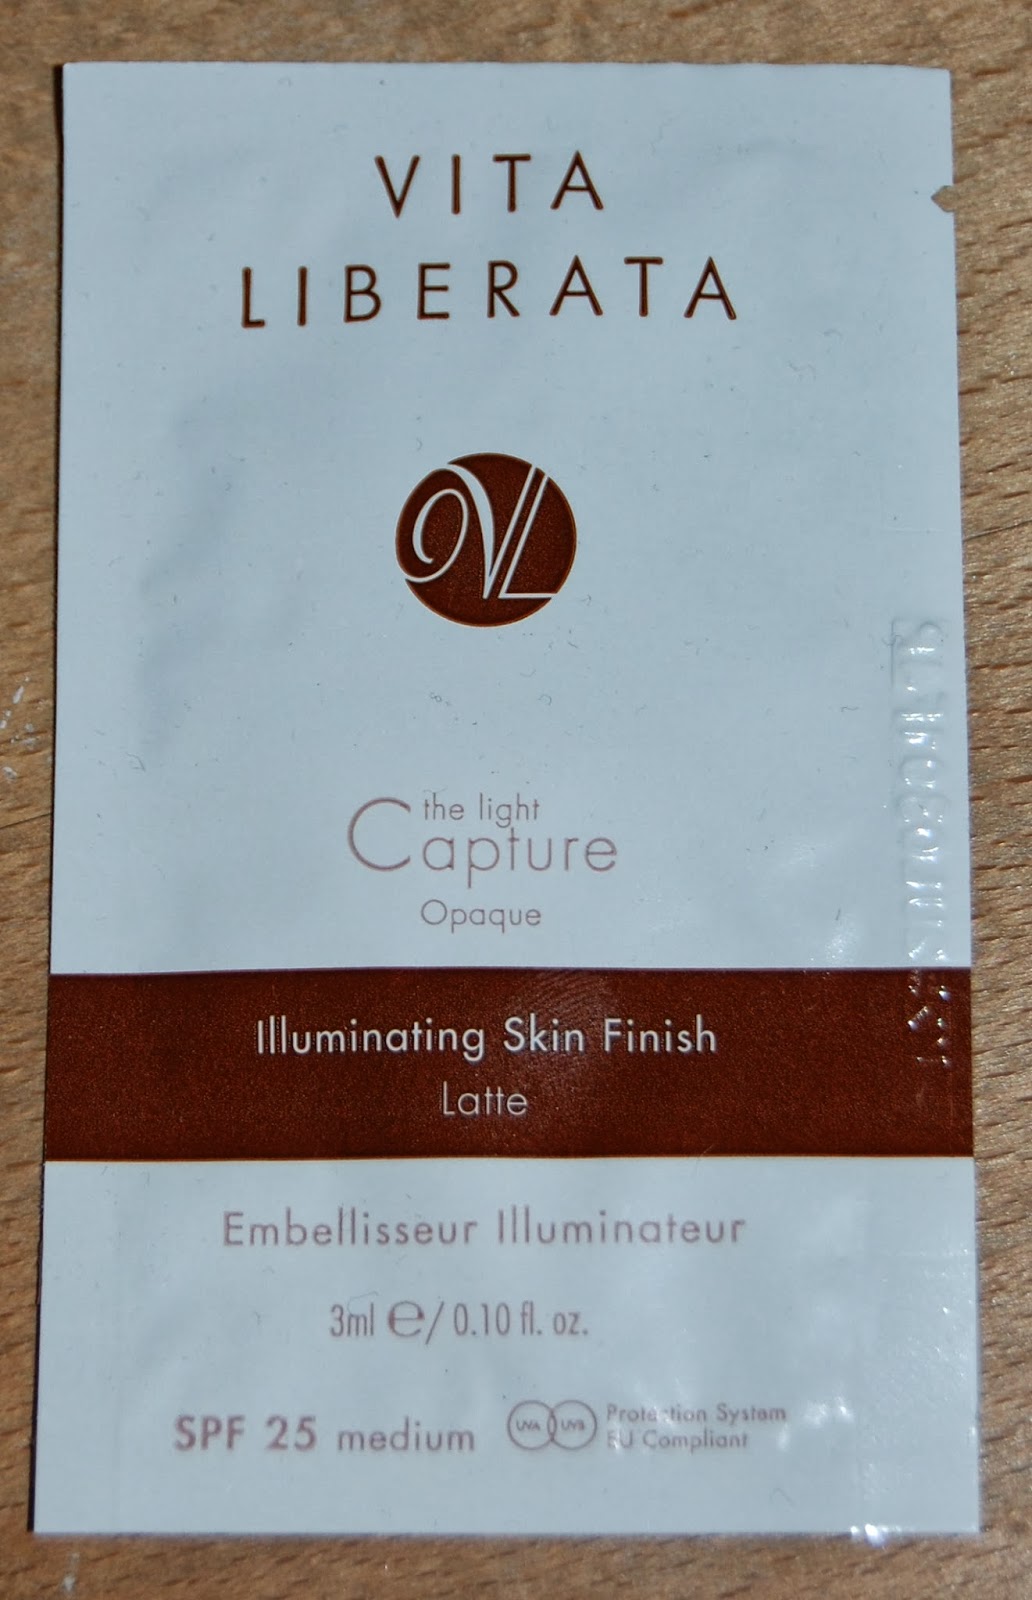 VITA
LIBERATA
VL
the light
Capture
Opaque
Illuminating Skin Finish
Latte
Embellisseur Illuminateur
3ml ℮/ 0.10 fl. oz.
SPF 25 medium
UVA UVB
Protection System
EU Compliant